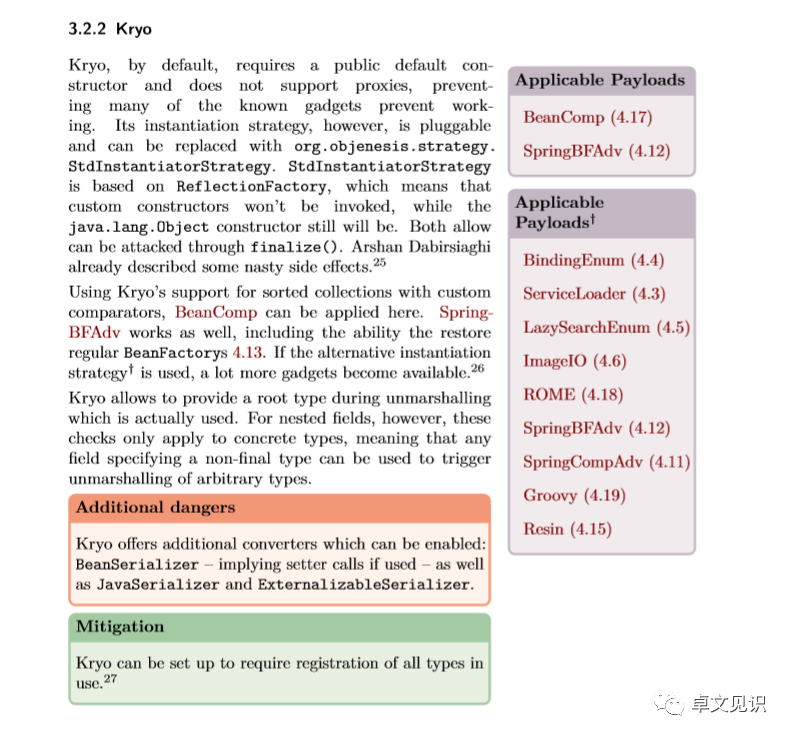 3.2.2 Kryo
Kryo, by default, requires a public default con-
structor and does not support proxies, prevent-
ing many of the known gadgets prevent work-
ing. Its instantiation strategy, however, is pluggable
and can be replaced with org.objenesis.strategy.
StdInstantiatorStrategy. StdInstantiatorStrategy
is based on ReflectionFactory, which means that
custom constructors won't be invoked, while the
java.lang.Object constructor still will be. Both allow
can be attacked through finalize(). Arshan Dabirsiaghi
already described some nasty side effects.25
Using Kryo's support for sorted collections with custom
comparators, BeanComp can be applied here. Spring-
BFAdv works as well, including the ability the restore
regular BeanFactorys 4.13. If the alternative instantiation
strategy† is used, a lot more gadgets become available.26
Kryo allows to provide a root type during unmarshalling
which is actually used. For nested fields, however, these
checks only apply to concrete types, meaning that any
field specifying a non-final type can be used to trigger
unmarshalling of arbitrary types.
Additional dangers
Kryo offers additional converters which can be enabled:
BeanSerializer – implying setter calls if used – as well
as JavaSerializer and ExternalizableSerializer.
Mitigation
Kryo can be set up to require registration of all types in
use.27
Applicable Payloads
BeanComp (4.17)
SpringBFAdv (4.12)
Applicable
Payloads†
BindingEnum (4.4)
ServiceLoader (4.3)
LazySearchEnum (4.5)
ImageIO (4.6)
ROME (4.18)
SpringBFAdv (4.12)
SpringCompAdv (4.11)
Groovy (4.19)
Resin (4.15)
卓文见识